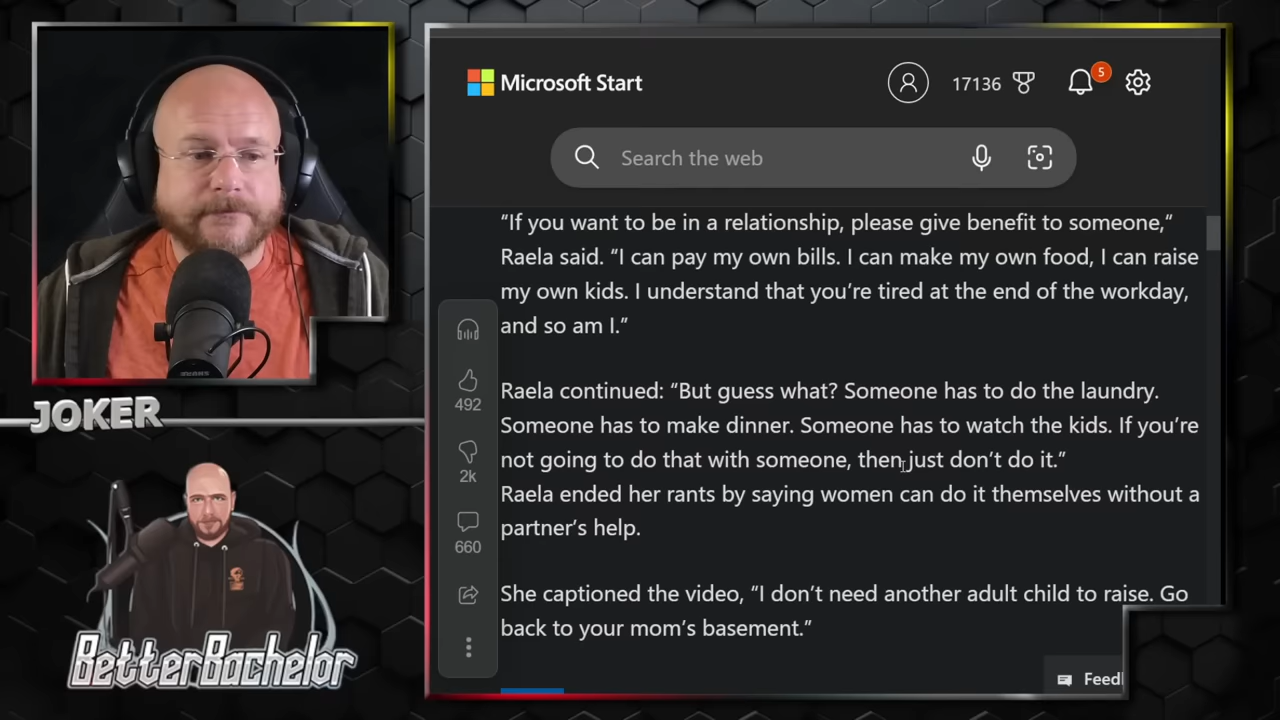 Microsoft Start
17136
5
Search the web
“If you want to be in a relationship, please give benefit to someone,“
Raela said. “I can pay my own bills. I can make my own food, I can raise
my own kids. I understand that you’re tired at the end of the workday,
and so am I.”
Raela continued: “But guess what? Someone has to do the laundry.
Someone has to make dinner. Someone has to watch the kids. If you’re
not going to do that with someone, then just don’t do it.”
Raela ended her rants by saying women can do it themselves without a
partner’s help.
She captioned the video, “I don’t need another adult child to raise. Go
back to your mom’s basement.”
492
2k
660
Feed
JOKER
BetterBachelor